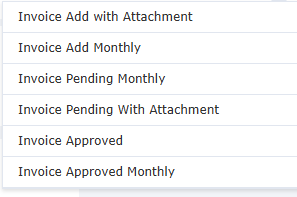 Invoice Add with Attachment
Invoice Add Monthly
Invoice Pending Monthly
Invoice Pending With Attachment
Invoice Approved
Invoice Approved Monthly